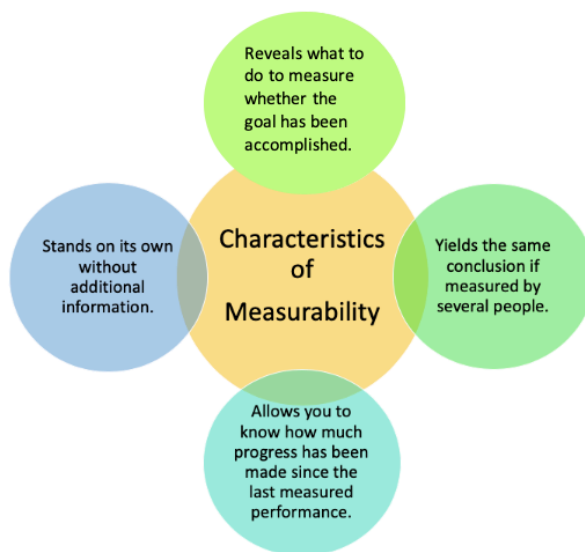 Reveals what to
do to measure
whether the
goal has been
accomplished.
Stands on its own
without
additional
information.
Characteristics
of
Measurability
Yields the same
conclusion if
measured by
several people.
Allows you to
know how much
progress has been
made since the
last measured
performance.